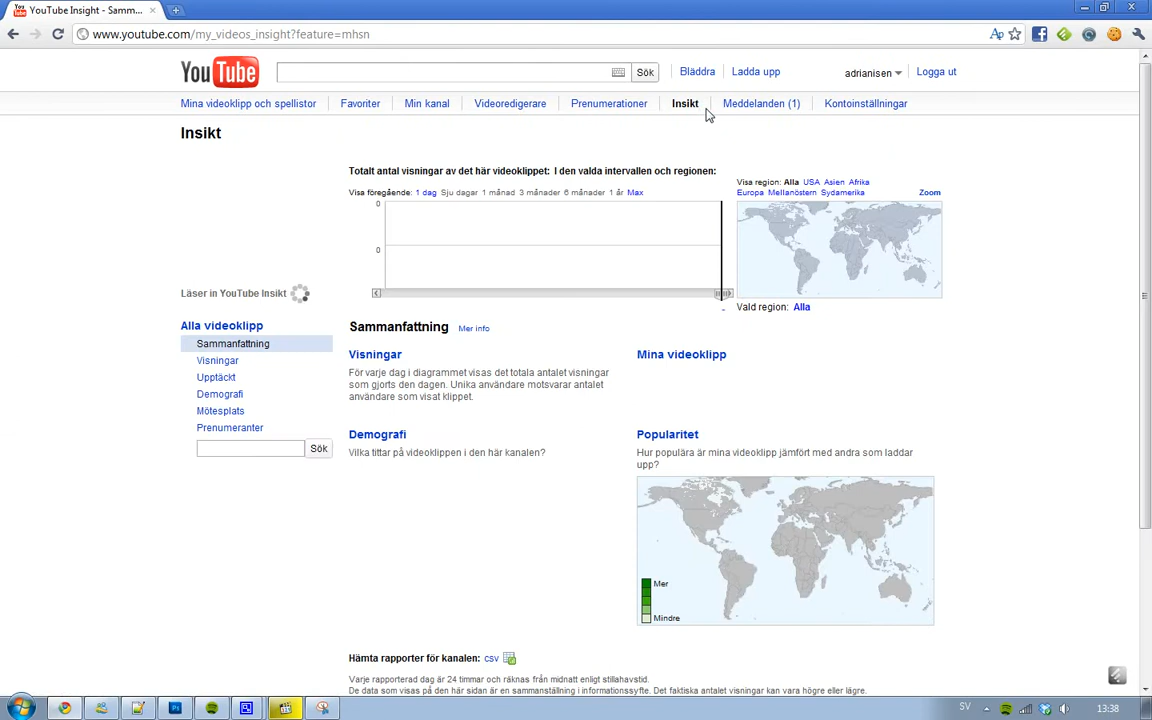 YouTube Insight - Samm...
www.youtube.com/my_videos_insight?feature=mhsn
YouTube
Sök
Bläddra
Ladda upp
adrianisen
Logga ut
Mina videoklipp och spellistor
Favoriter
Min kanal
Videoredigerare
Prenumerationer
Insikt
Meddelanden (1)
Kontoinställningar
Insikt
Totalt antal visningar av det här videoklippet: I den valda intervallen och regionen:
Visa föregående: 1 dag Sju dagar 1 månad 3 månader 6 månader 1 år Max
Visa region: Alla USA Asien Afrika
Europa Mellanöstern Sydamerika
Zoom
0
0
Läser in YouTube Insikt
Vald region: Alla
Alla videoklipp
Sammanfattning
Visningar
Upptäckt
Demografi
Mötesplats
Prenumeranter
Sök
Sammanfattning
Mer info
Visningar
För varje dag i diagrammet visas det totala antalet visningar
som gjorts den dagen. Unika användare motsvarar antalet
användare som visat klippet.
Mina videoklipp
Demografi
Vilka tittar på videoklippen i den här kanalen?
Popularitet
Hur populära är mina videoklipp jämfört med andra som laddar
upp?
Mer
Mindre
Hämta rapporter för kanalen: csv
Varje rapporterad dag är 24 timmar och räknas från midnatt enligt stillahavstid.
De data som visas på den här sidan är en sammanställning i informationssyfte. Det faktiska antalet visningar kan vara högre eller lägre.
SV
13:38